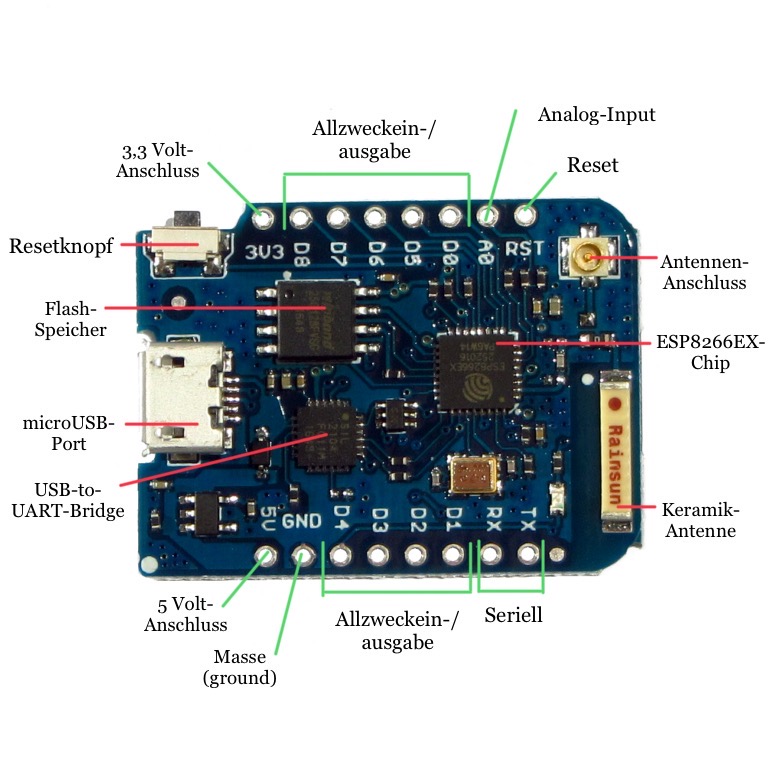 Analog-Input
Allzweckein-/
ausgabe
3,3 Volt-
Anschluss
Reset
Resetknopf
3V3
D8
D7
D6
D5
D0
A0
RST
Antennen-
Anschluss
Flash-
Speicher
ESP8266EX-
Chip
ESP8266EX
252016
microUSB-
Port
Rainsun
USB-to-
UART-Bridge
Keramik-
Antenne
5V
GND
D4
D3
D2
D1
RX
TX
5 Volt-
Anschluss
Allzweckein-/
ausgabe
Seriell
Masse
(ground)